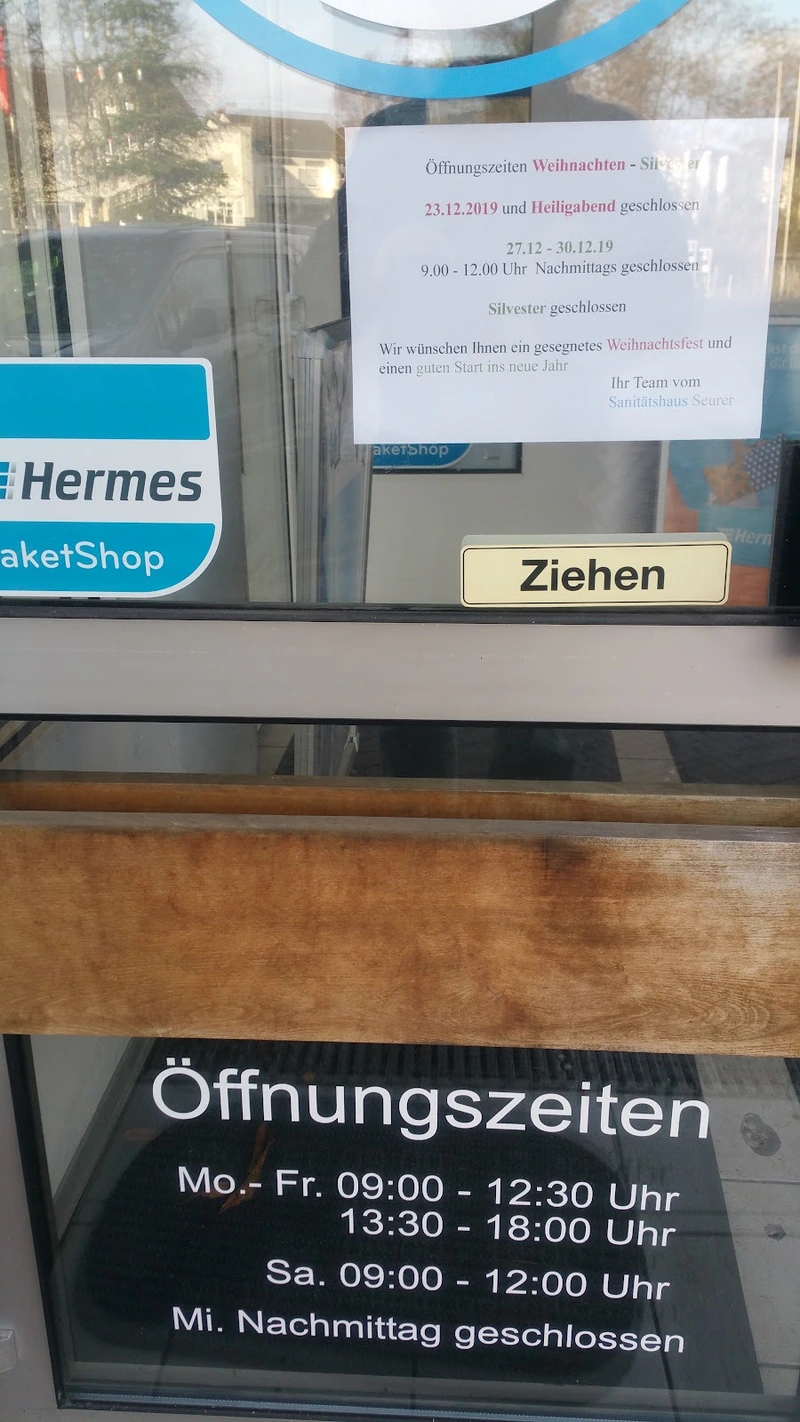 Öffnungszeiten Weihnachten - Silvester
23.12.2019 und Heiligabend geschlossen
27.12 - 30.12.19
9.00 - 12.00 Uhr Nachmittags geschlossen
Silvester geschlossen
Wir wünschen Ihnen ein gesegnetes Weihnachtsfest und
einen guten Start ins neue Jahr
Ihr Team vom
Sanitätshaus Seurer
Hermes
aketShop
aketShop
Herm
Ziehen
Öffnungszeiten
Mo.- Fr. 09:00 - 12:30 Uhr
13:30 - 18:00 Uhr
Sa. 09:00 - 12:00 Uhr
Mi. Nachmittag geschlossen